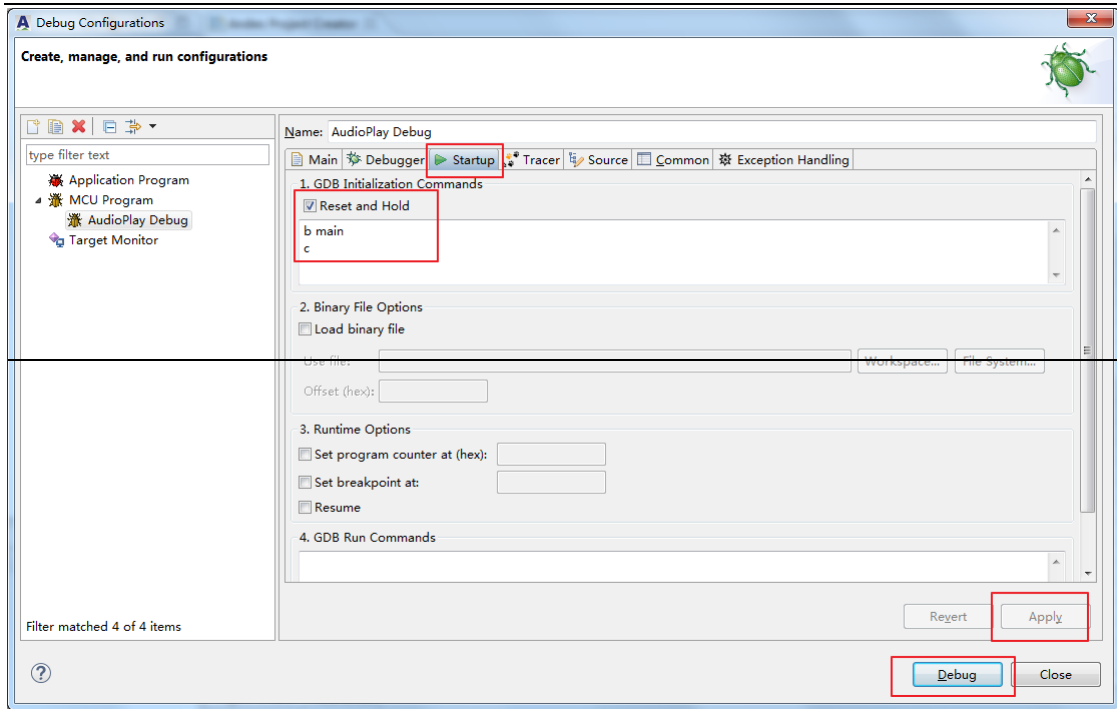 Debug Configurations
Create, manage, and run configurations
type filter text
Application Program
MCU Program
AudioPlay Debug
Target Monitor
Filter matched 4 of 4 items
Name: AudioPlay Debug
Main Debugger Startup Tracer Source Common Exception Handling
1. GDB Initialization Commands
Reset and Hold
b main
c
2. Binary File Options
Load binary file
Use file: Workspace... File System...
Offset (hex):
3. Runtime Options
Set program counter at (hex):
Set breakpoint at:
Resume
4. GDB Run Commands
Revert Apply
Debug Close